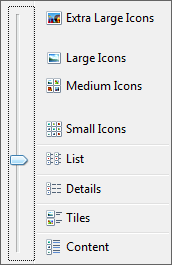 Extra Large Icons
Large Icons
Medium Icons
Small Icons
List
Details
Tiles
Content